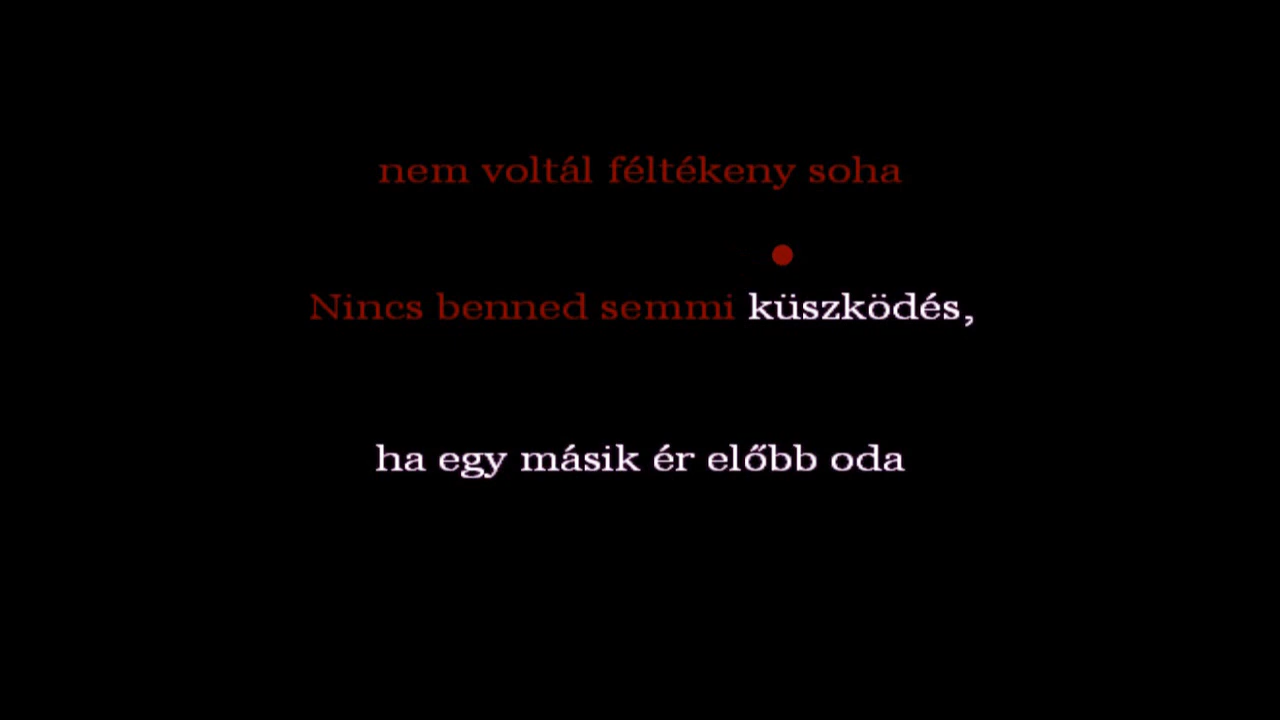 nem voltál féltékeny soha
Nincs benned semmi küszködés,
ha egy másik ér előbb oda